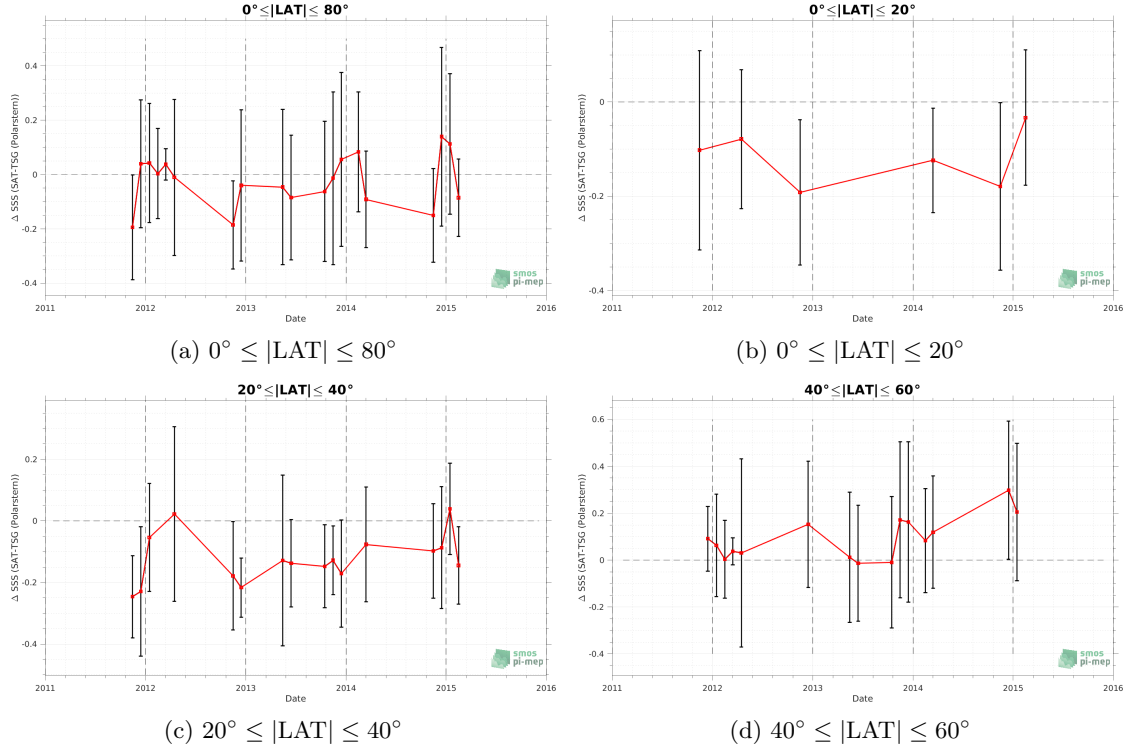 0°≤|LAT|≤ 80°
Δ SSS (SAT-TSG (Polarstern))
0.4
0.2
0
-0.2
-0.4
2011 2012 2013 2014 2015 2016
Date
smos
pi-mep
(a) 0° ≤ |LAT| ≤ 80°
0°≤|LAT|≤ 20°
Δ SSS (SAT-TSG (Polarstern))
0
-0.2
-0.4
2011 2012 2013 2014 2015 2016
Date
smos
pi-mep
(b) 0° ≤ |LAT| ≤ 20°
20°≤|LAT|≤ 40°
Δ SSS (SAT-TSG (Polarstern))
0.2
0
-0.2
-0.4
2011 2012 2013 2014 2015 2016
Date
smos
pi-mep
(c) 20° ≤ |LAT| ≤ 40°
40°≤|LAT|≤ 60°
Δ SSS (SAT-TSG (Polarstern))
0.6
0.4
0.2
0
-0.2
-0.4
2011 2012 2013 2014 2015 2016
Date
smos
pi-mep
(d) 40° ≤ |LAT| ≤ 60°